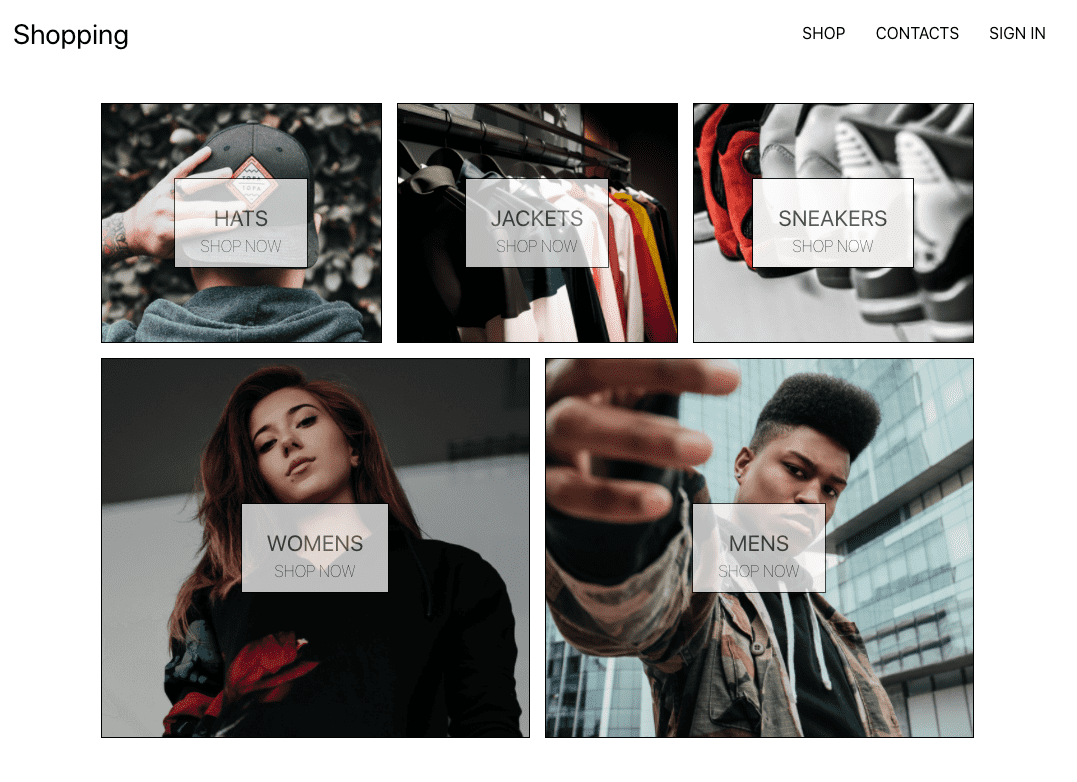 Shopping
SHOP
CONTACTS
SIGN IN
HATS
SHOP NOW
JACKETS
SHOP NOW
SNEAKERS
SHOP NOW
WOMENS
SHOP NOW
MENS
SHOP NOW